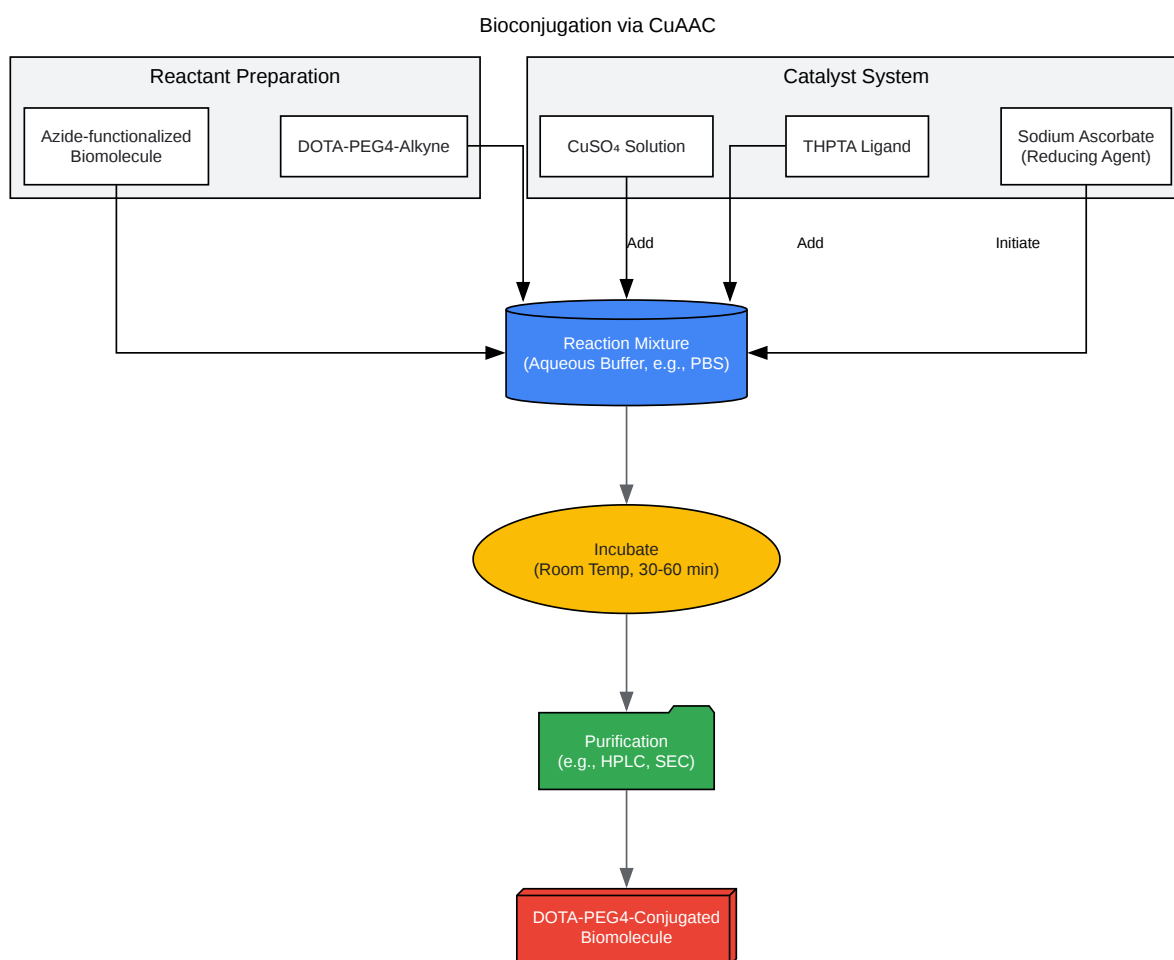 Bioconjugation via CuAAC
Reactant Preparation
Azide-functionalized
Biomolecule
DOTA-PEG4-Alkyne
Catalyst System
CuSO₄ Solution
THPTA Ligand
Sodium Ascorbate
(Reducing Agent)
Add
Add
Initiate
Reaction Mixture
(Aqueous Buffer, e.g., PBS)
Incubate
(Room Temp, 30-60 min)
Purification
(e.g., HPLC, SEC)
DOTA-PEG4-Conjugated
Biomolecule